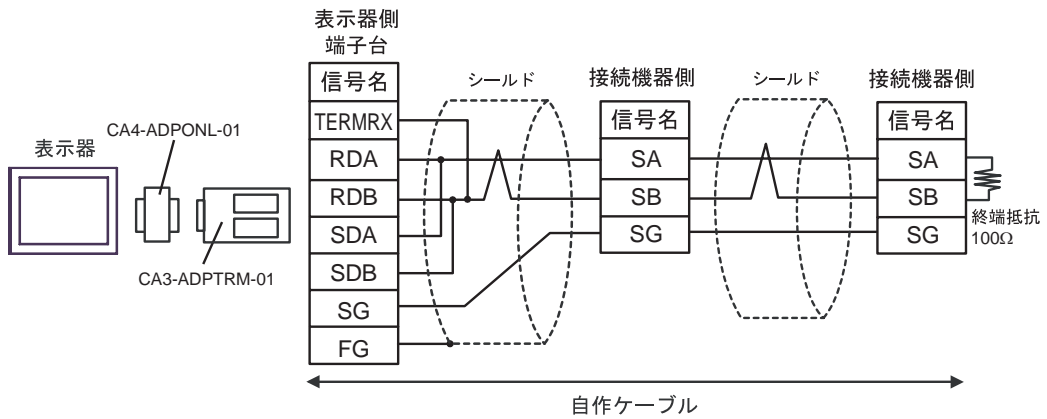 表示器側
端子台
信号名
TERMRX
RDA
RDB
SDA
SDB
SG
FG
シールド
接続機器側
信号名
SA
SB
SG
シールド
接続機器側
信号名
SA
SB
SG
終端抵抗
100Ω
表示器
CA4-ADPONL-01
CA3-ADPTRM-01
自作ケーブル